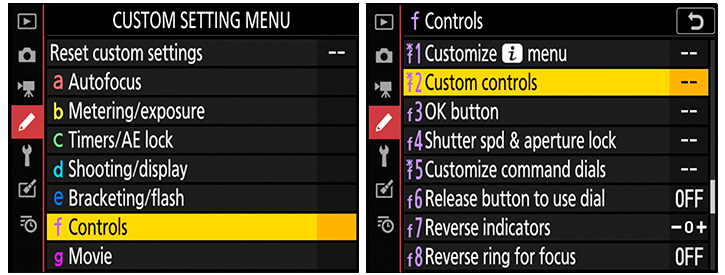 CUSTOM SETTING MENU
Reset custom settings --
a Autofocus
b Metering/exposure
c Timers/AE lock
d Shooting/display
e Bracketing/flash
f Controls
g Movie
f Controls
*f1 Customize i menu --
*f2 Custom controls --
f3 OK button --
f4 Shutter spd & aperture lock --
*f5 Customize command dials --
f6 Release button to use dial OFF
f7 Reverse indicators -0+
f8 Reverse ring for focus OFF